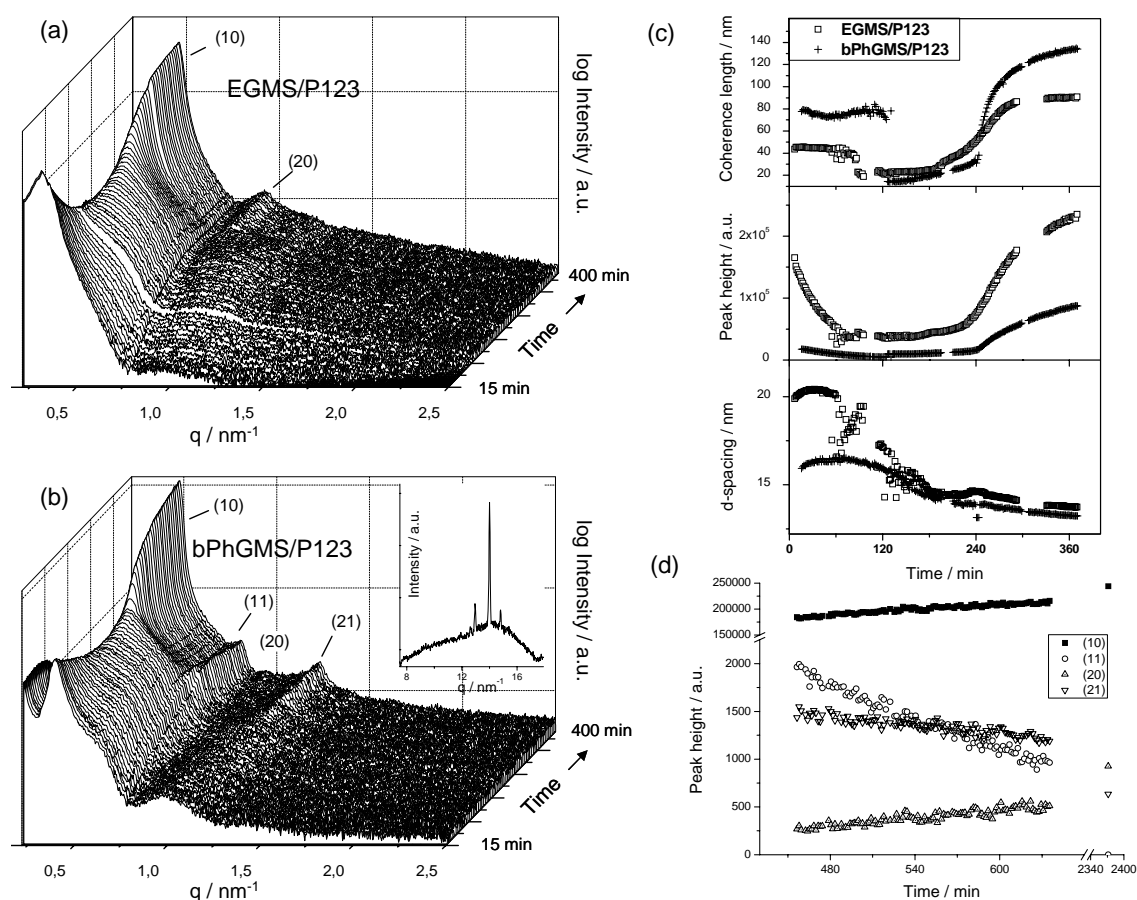 (a)
(10)
EGMS/P123
(20)
log Intensity / a.u.
400 min
Time →
15 min
0,5 1,0 1,5 2,0 2,5
q / nm-1
(b)
(10)
bPhGMS/P123
(11)
(20)
(21)
Intensity / a.u.
8 12 16
q / nm-1
log Intensity / a.u.
400 min
Time →
15 min
0,5 1,0 1,5 2,0 2,5
q / nm-1
(c)
EGMS/P123
bPhGMS/P123
Coherence length / nm
140
120
100
80
60
40
20
Peak height / a.u.
2x10^5
1x10^5
0
d-spacing / nm
20
15
0 120 240 360
Time / min
(d)
Peak height / a.u.
250000
200000
150000
2000
1500
1000
500
0
(10)
(11)
(20)
(21)
480 540 600 2340 2400
Time / min